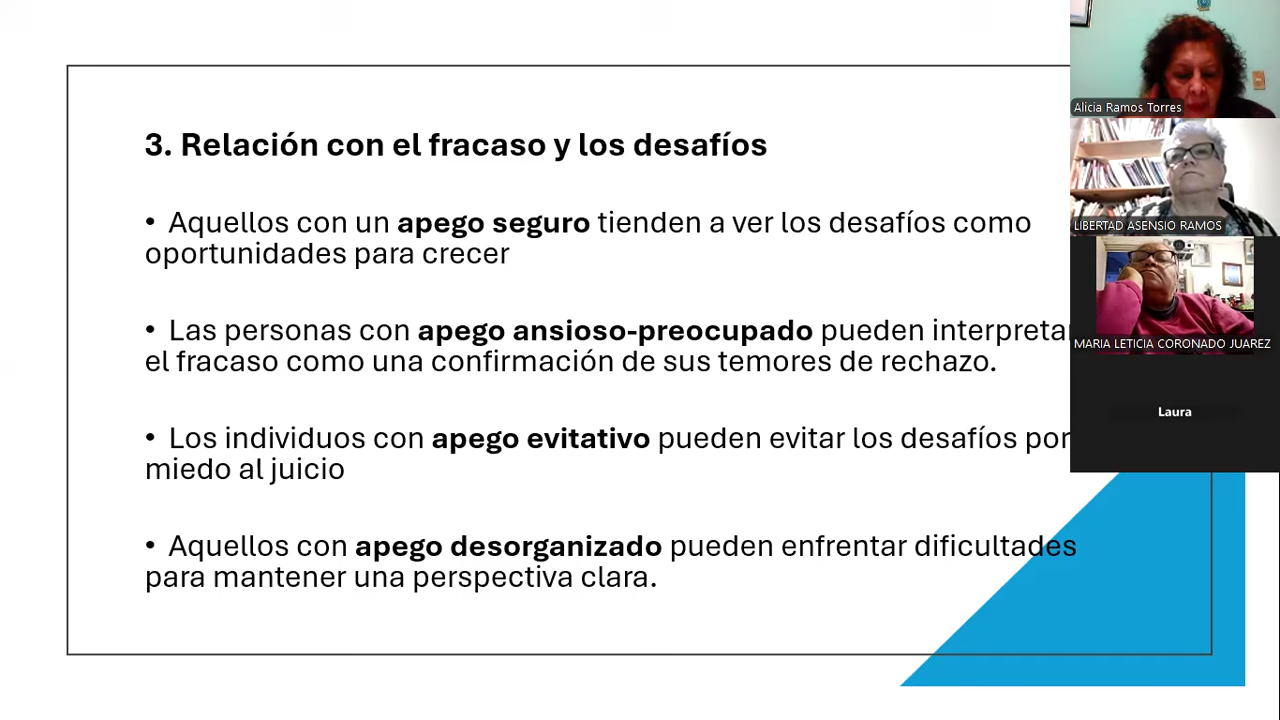 3. Relación con el fracaso y los desafíos
• Aquellos con un apego seguro tienden a ver los desafíos como
oportunidades para crecer
• Las personas con apego ansioso-preocupado pueden interpretar
el fracaso como una confirmación de sus temores de rechazo.
• Los individuos con apego evitativo pueden evitar los desafíos por
miedo al juicio
• Aquellos con apego desorganizado pueden enfrentar dificultades
para mantener una perspectiva clara.
Alicia Ramos Torres
LIBERTAD ASENSIO RAMOS
MARIA LETICIA CORONADO JUAREZ
Laura